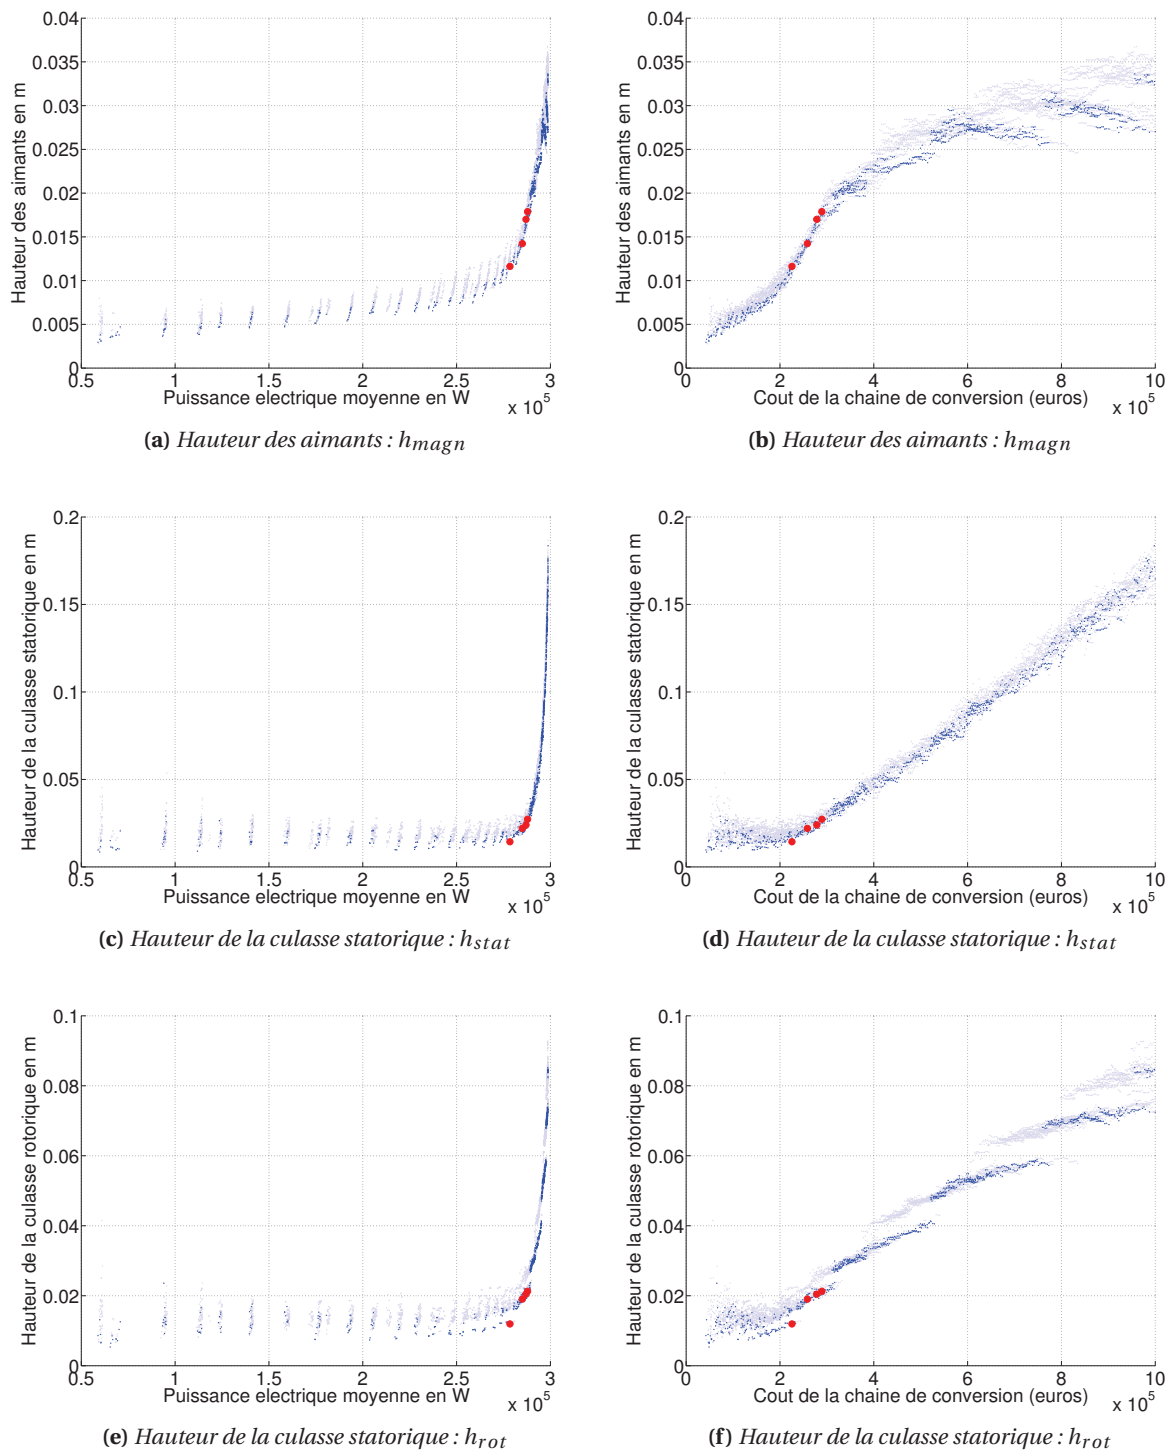 0.04
0.035
0.03
0.025
0.02
0.015
0.01
0.005
0
Hauteur des aimants en m
0.5 1 1.5 2 2.5 3
Puissance electrique moyenne en W
x 10^5
(a) Hauteur des aimants : h_magn
0.04
0.035
0.03
0.025
0.02
0.015
0.01
0.005
0
Hauteur des aimants en m
0 2 4 6 8 10
Cout de la chaine de conversion (euros)
x 10^5
(b) Hauteur des aimants : h_magn
0.2
0.15
0.1
0.05
0
Hauteur de la culasse statorique en m
0.5 1 1.5 2 2.5 3
Puissance electrique moyenne en W
x 10^5
(c) Hauteur de la culasse statorique : h_stat
0.2
0.15
0.1
0.05
0
Hauteur de la culasse statorique en m
0 2 4 6 8 10
Cout de la chaine de conversion (euros)
x 10^5
(d) Hauteur de la culasse statorique : h_stat
0.1
0.08
0.06
0.04
0.02
0
Hauteur de la culasse rotorique en m
0.5 1 1.5 2 2.5 3
Puissance electrique moyenne en W
x 10^5
(e) Hauteur de la culasse statorique : h_rot
0.1
0.08
0.06
0.04
0.02
0
Hauteur de la culasse rotorique en m
0 2 4 6 8 10
Cout de la chaine de conversion (euros)
x 10^5
(f) Hauteur de la culasse statorique : h_rot